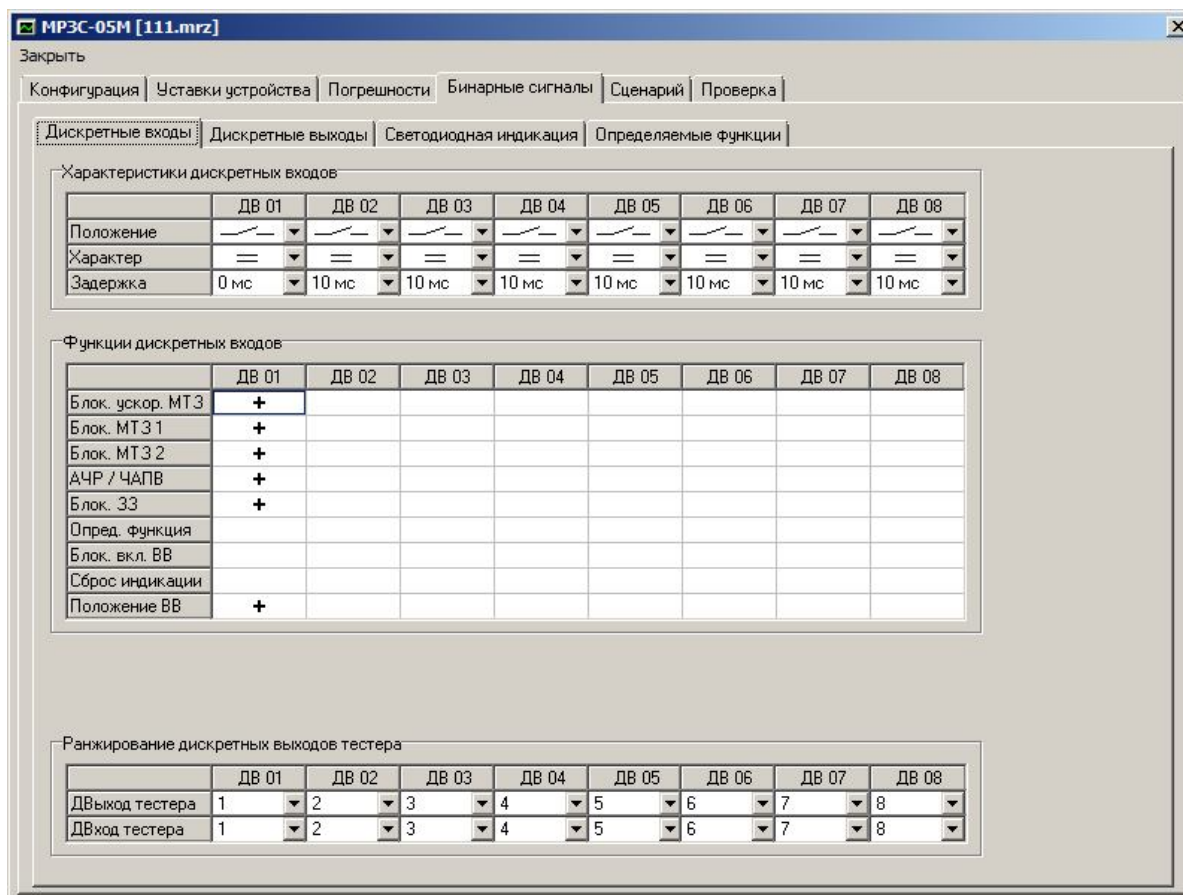 МРЗС-05М [111.mrz]
Закрыть
Конфигурация Уставки устройства Погрешности Бинарные сигналы Сценарий Проверка
Дискретные входы Дискретные выходы Светодиодная индикация Определяемые функции
Характеристики дискретных входов
ДВ 01 ДВ 02 ДВ 03 ДВ 04 ДВ 05 ДВ 06 ДВ 07 ДВ 08
Положение
Характер
Задержка 0 мс 10 мс 10 мс 10 мс 10 мс 10 мс 10 мс 10 мс
Функции дискретных входов
ДВ 01 ДВ 02 ДВ 03 ДВ 04 ДВ 05 ДВ 06 ДВ 07 ДВ 08
Блок. ускор. МТЗ +
Блок. МТЗ 1 +
Блок. МТЗ 2 +
АЧР / ЧАПВ +
Блок. ЗЗ +
Опред. функция
Блок. вкл. ВВ
Сброс индикации
Положение ВВ +
Ранжирование дискретных выходов тестера
ДВ 01 ДВ 02 ДВ 03 ДВ 04 ДВ 05 ДВ 06 ДВ 07 ДВ 08
ДВыход тестера 1 2 3 4 5 6 7 8
ДВход тестера 1 2 3 4 5 6 7 8